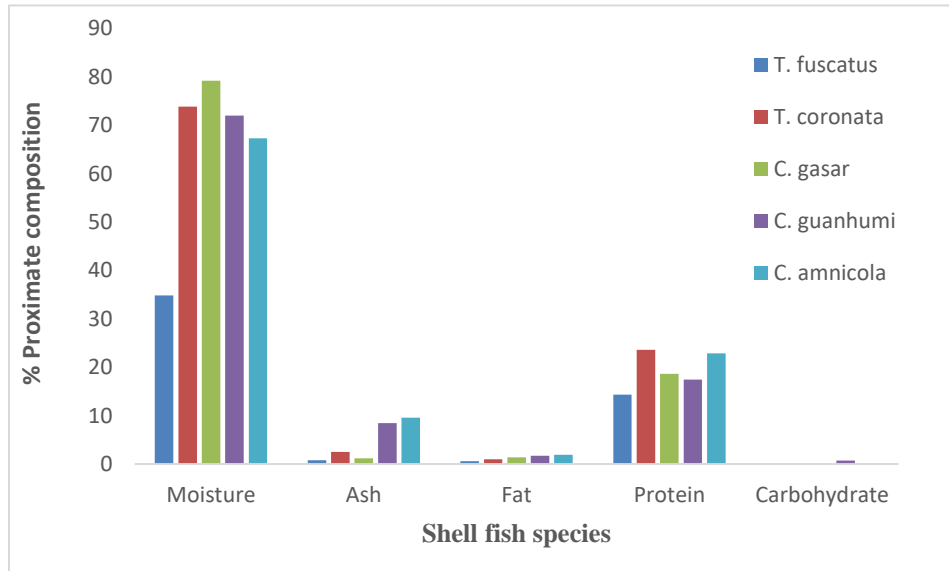 % Proximate composition
90
80
70
60
50
40
30
20
10
0
T. fuscatus
T. coronata
C. gasar
C. guanhumi
C. amnicola
Moisture Ash Fat Protein Carbohydrate
Shell fish species